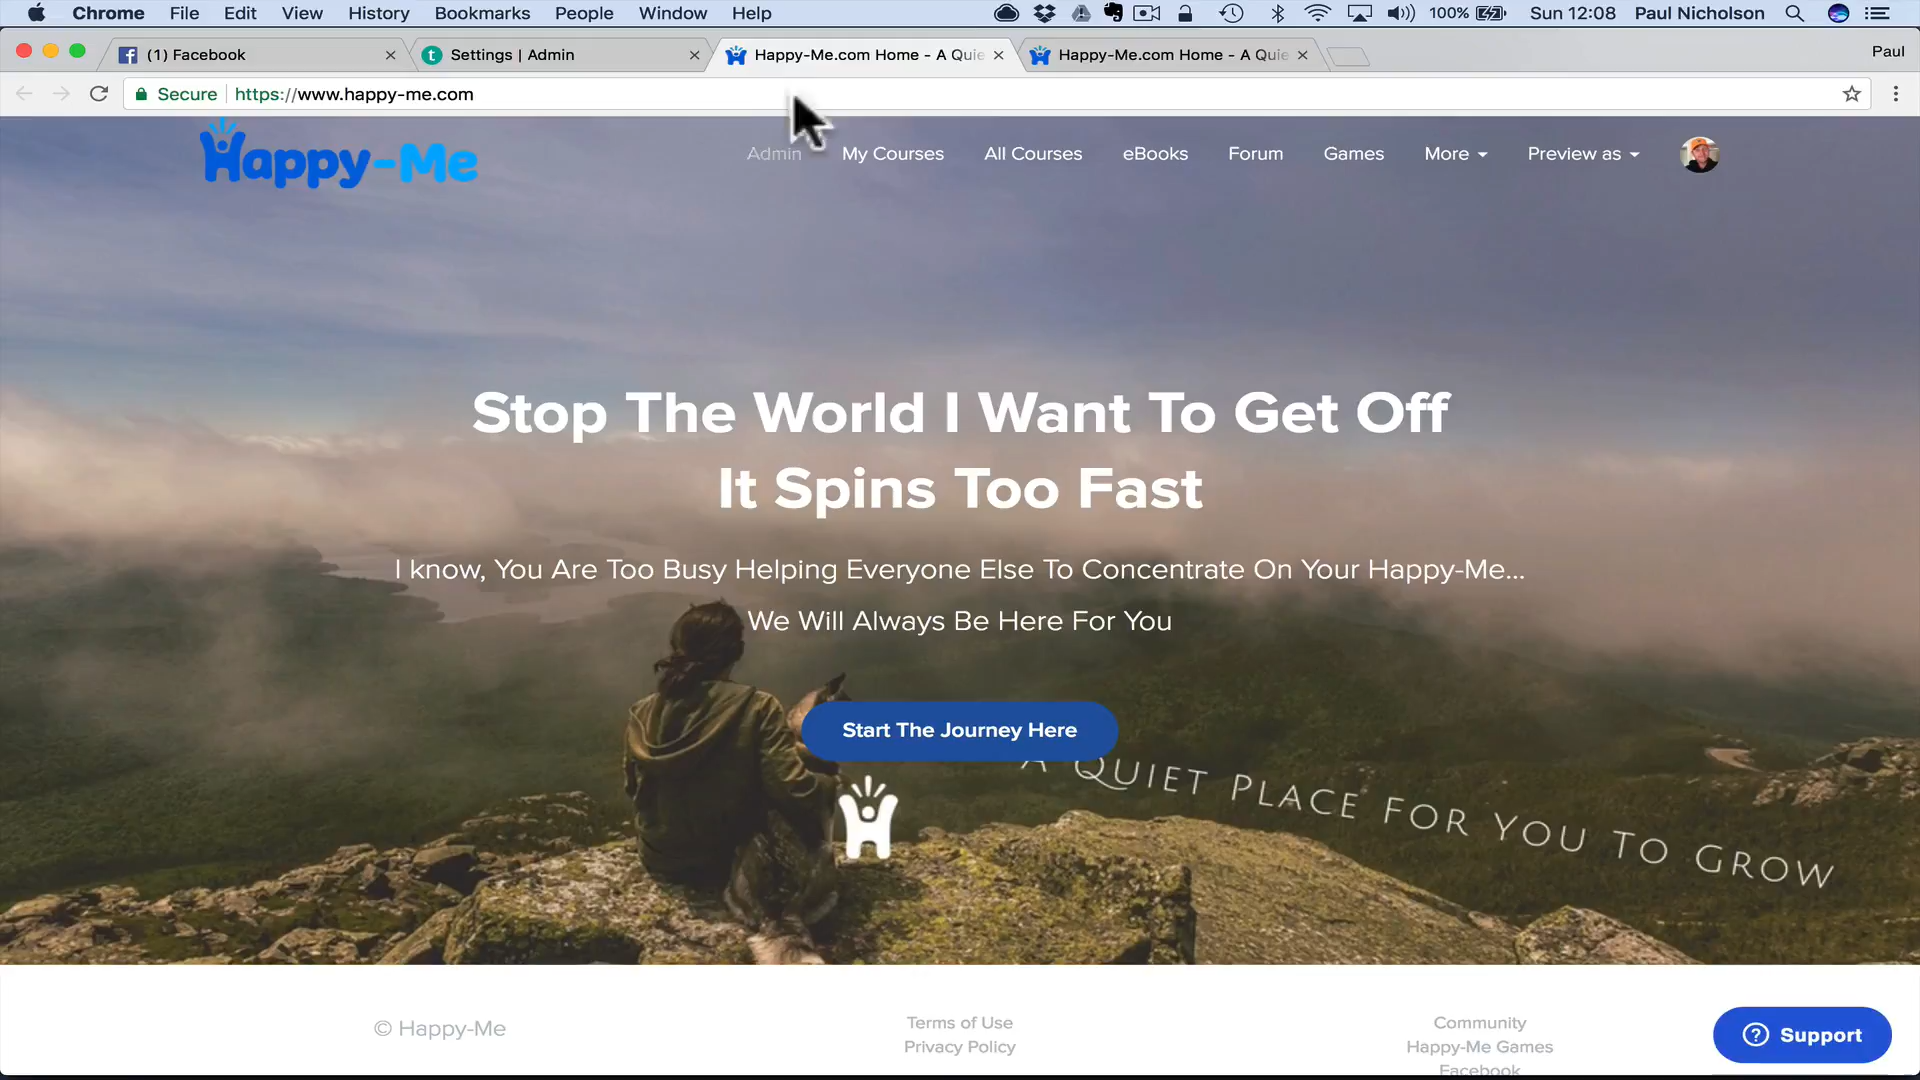 Chrome File Edit View History Bookmarks People Window Help 100% Sun 12:08 Paul Nicholson
(1) Facebook Settings | Admin Happy-Me.com Home - A Quie Happy-Me.com Home - A Quie Paul
Secure https://www.happy-me.com
Happy-Me Admin My Courses All Courses eBooks Forum Games More Preview as
Stop The World I Want To Get Off
It Spins Too Fast
I know, You Are Too Busy Helping Everyone Else To Concentrate On Your Happy-Me...
We Will Always Be Here For You
Start The Journey Here
A QUIET PLACE FOR YOU TO GROW
© Happy-Me
Terms of Use
Privacy Policy
Community
Happy-Me Games
Facebook
Support